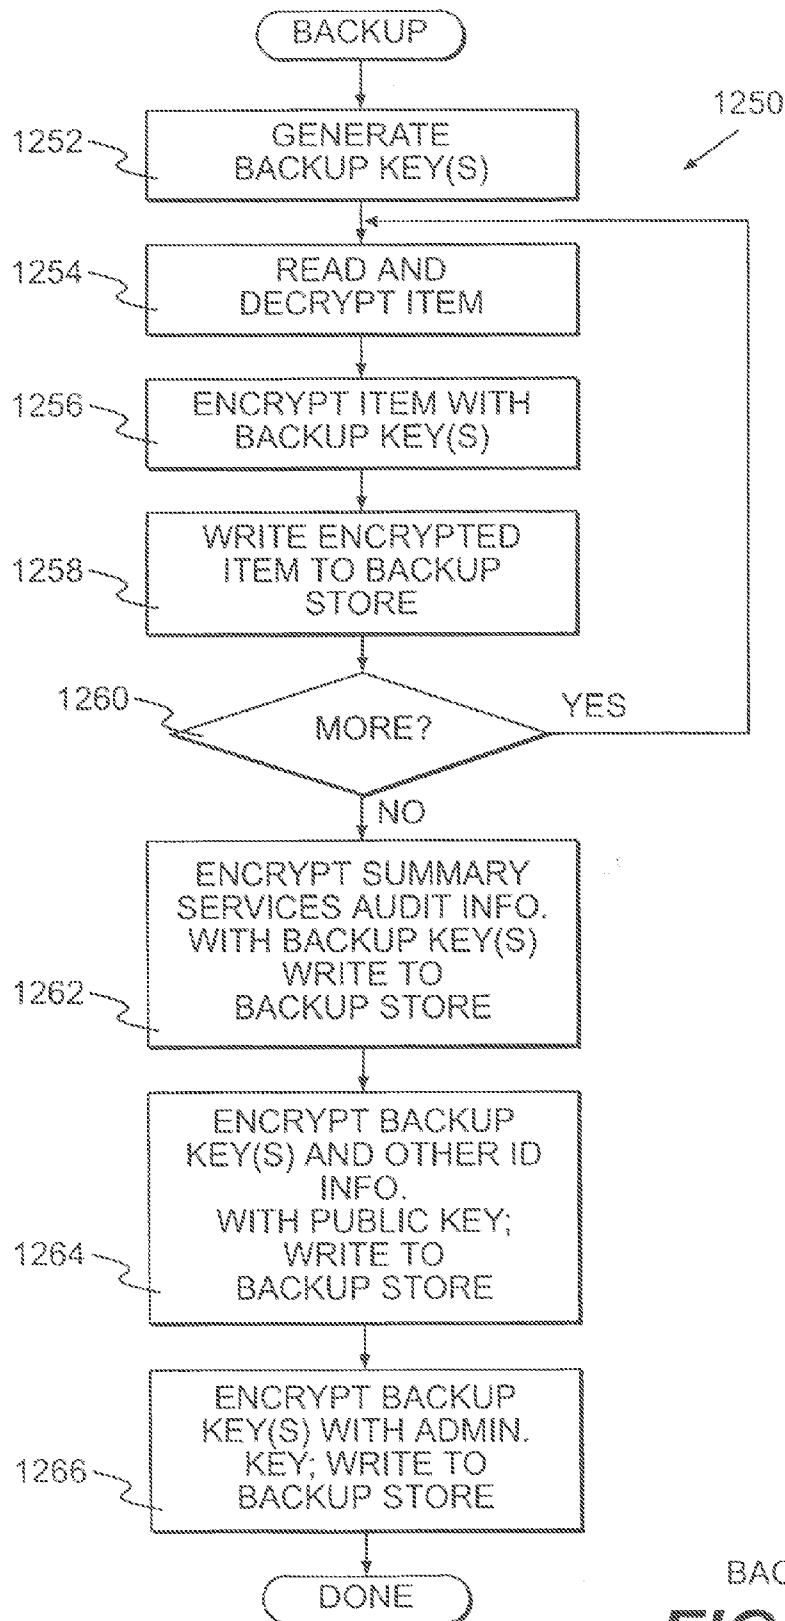 BACKUP
1250
1252
GENERATE
BACKUP KEY(S)
1254
READ AND
DECRYPT ITEM
1256
ENCRYPT ITEM WITH
BACKUP KEY(S)
1258
WRITE ENCRYPTED
ITEM TO BACKUP
STORE
1260
MORE?
YES
NO
1262
ENCRYPT SUMMARY
SERVICES AUDIT INFO.
WITH BACKUP KEY(S)
WRITE TO
BACKUP STORE
1264
ENCRYPT BACKUP
KEY(S) AND OTHER ID
INFO.
WITH PUBLIC KEY;
WRITE TO
BACKUP STORE
1266
ENCRYPT BACKUP
KEY(S) WITH ADMIN.
KEY; WRITE TO
BACKUP STORE
DONE